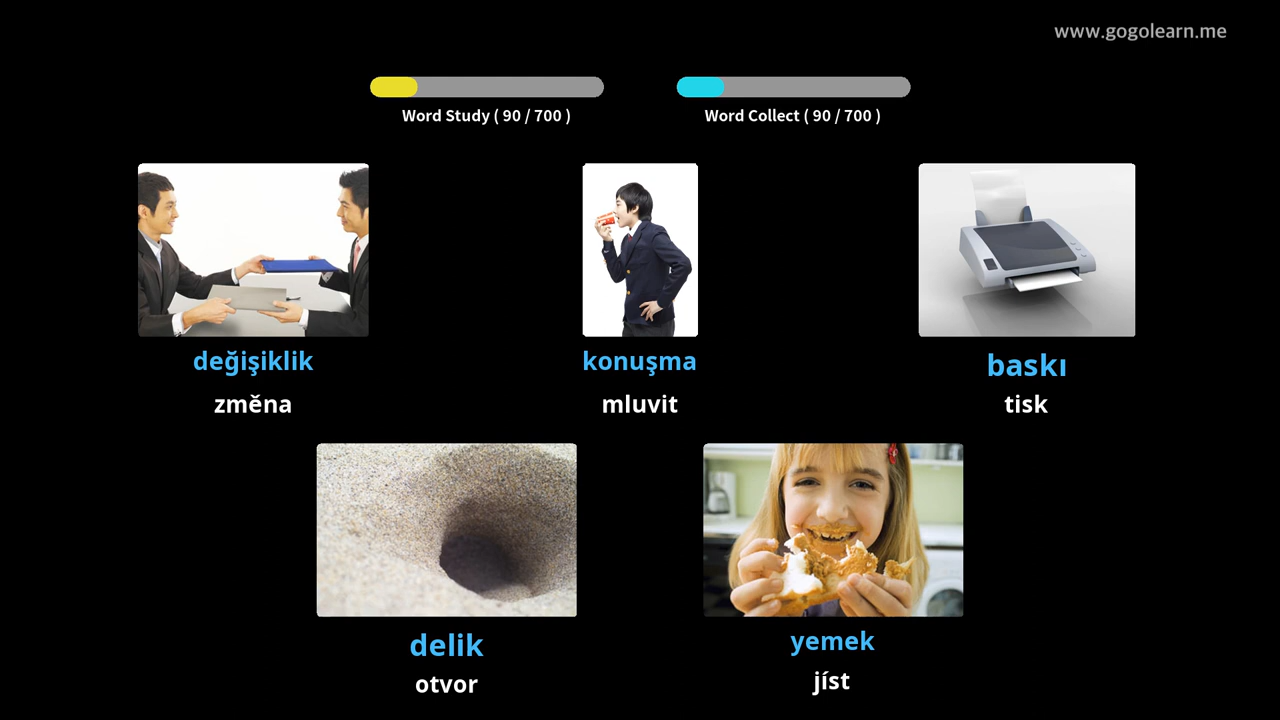 www.gogolearn.me
Word Study ( 90 / 700 )
Word Collect ( 90 / 700 )
değişiklik
změna
konuşma
mluvit
baskı
tisk
delik
otvor
yemek
jíst